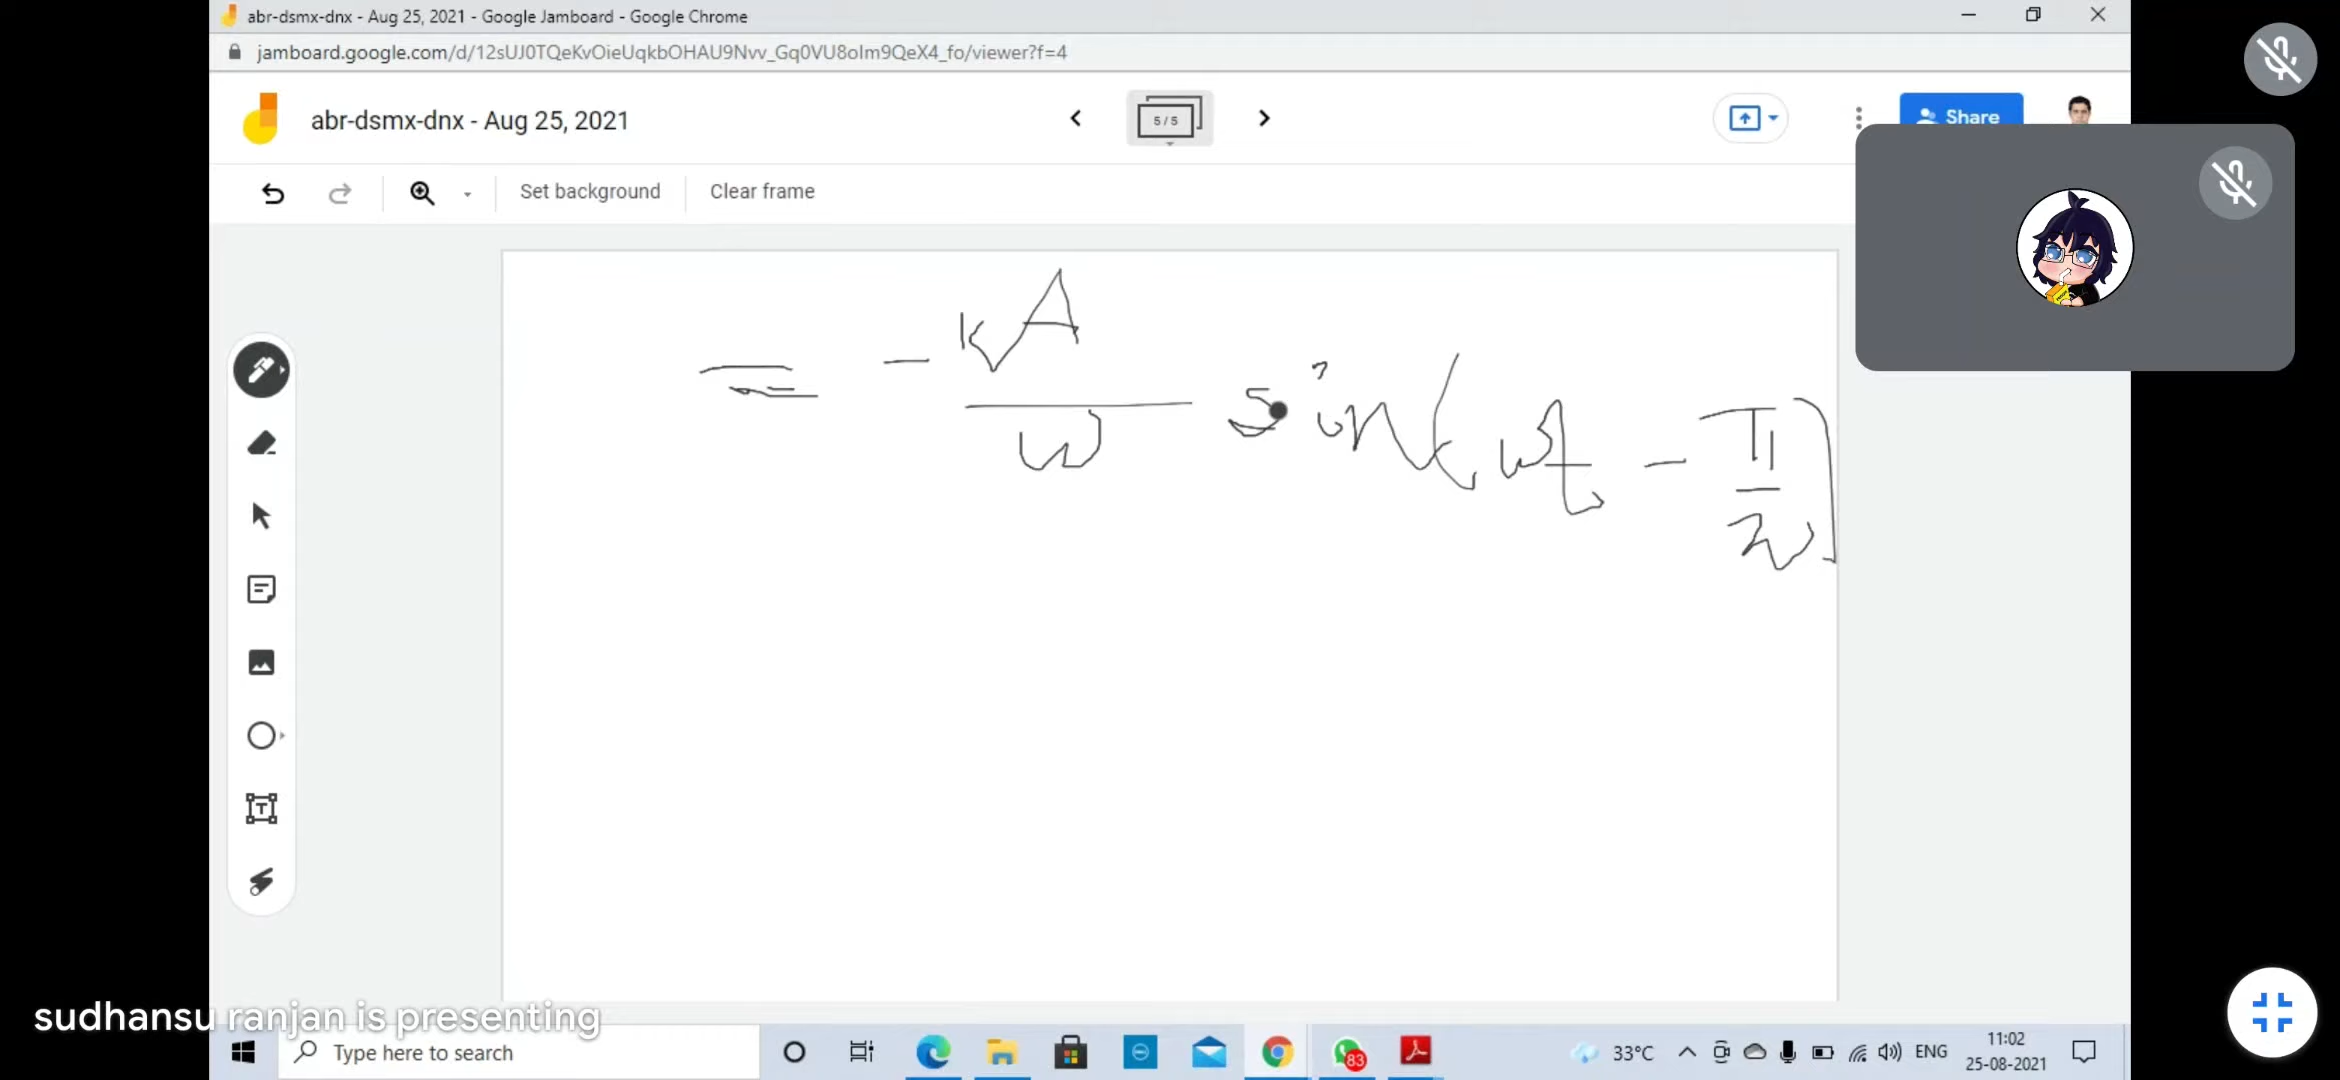 abr-dsmx-dnx - Aug 25, 2021 - Google Jamboard - Google Chrome
jamboard.google.com/d/12sUJ0TQeKvOieUqkbOHAU9Nvv_Gq0VU8oIm9QeX4_fo/viewer?f=4
abr-dsmx-dnx - Aug 25, 2021
5 / 5
Share
Set background Clear frame
= - kA / w sin(wt - π/2)
sudhansu ranjan is presenting
Type here to search
83
33°C
ENG
11:02
25-08-2021